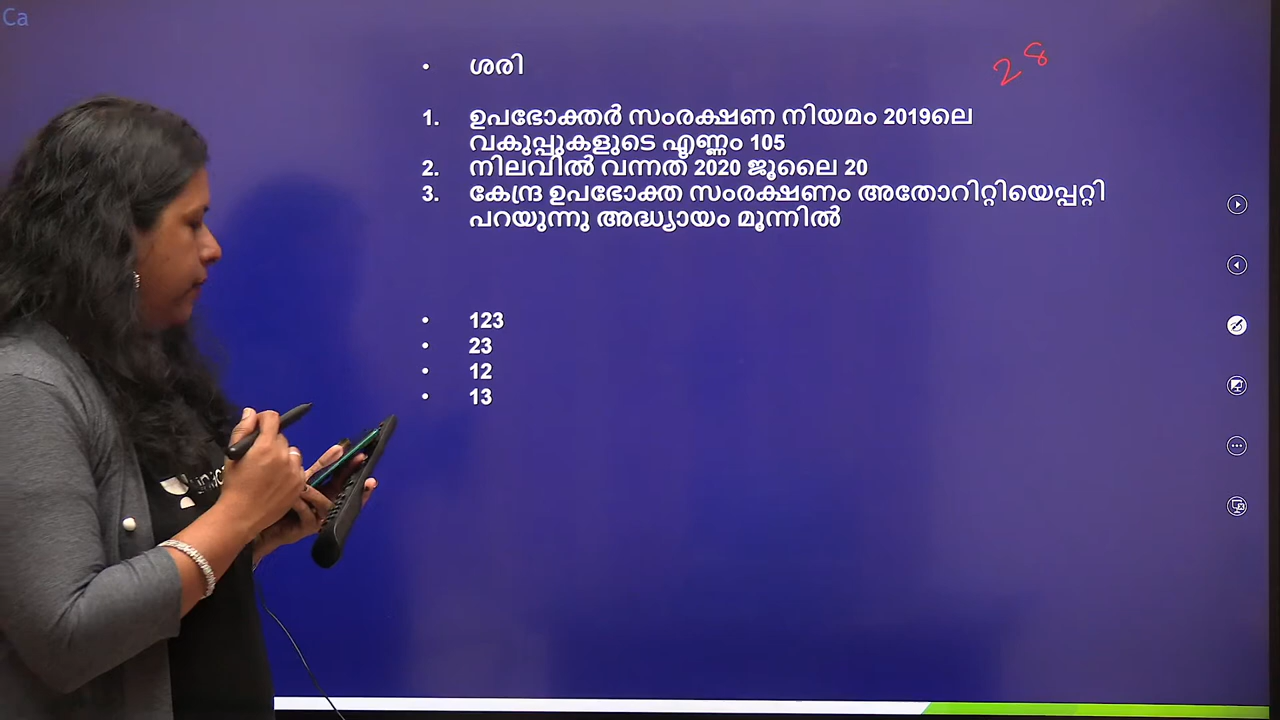 Ca
28
• ശരി
1. ഉപഭോക്തർ സംരക്ഷണ നിയമം 2019ലെ
വകുപ്പുകളുടെ എണ്ണം 105
2. നിലവിൽ വന്നത് 2020 ജൂലൈ 20
3. കേന്ദ്ര ഉപഭോക്ത സംരക്ഷണം അതോറിറ്റിയെപ്പറ്റി
പറയുന്നു അദ്ധ്യായം മൂന്നിൽ
• 123
• 23
• 12
• 13